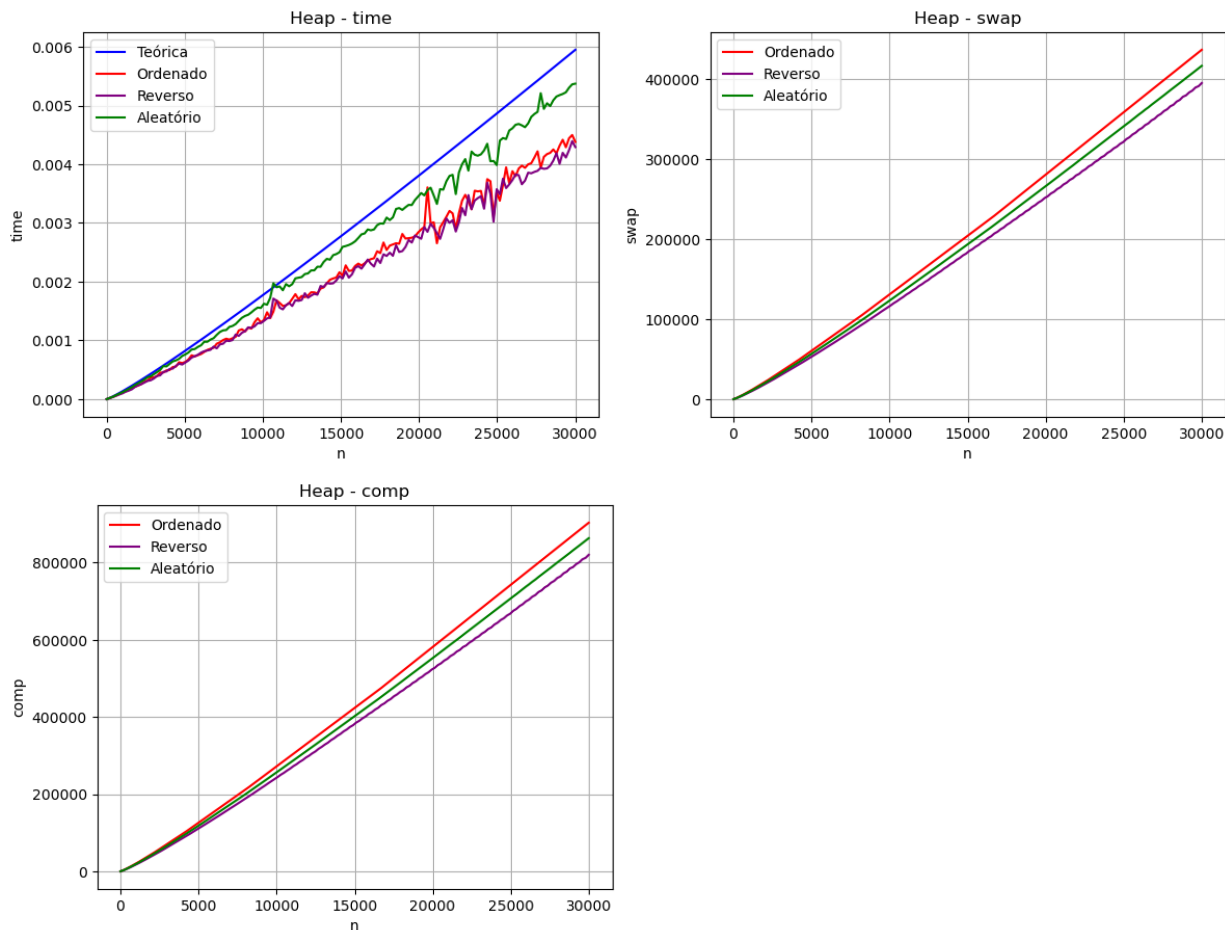 Heap - time
0.006
0.005
0.004
0.003
0.002
0.001
0.000
time
Teórica
Ordenado
Reverso
Aleatório
0 5000 10000 15000 20000 25000 30000
n
Heap - swap
400000
300000
200000
100000
0
swap
Ordenado
Reverso
Aleatório
0 5000 10000 15000 20000 25000 30000
n
Heap - comp
800000
600000
400000
200000
0
comp
Ordenado
Reverso
Aleatório
0 5000 10000 15000 20000 25000 30000
n